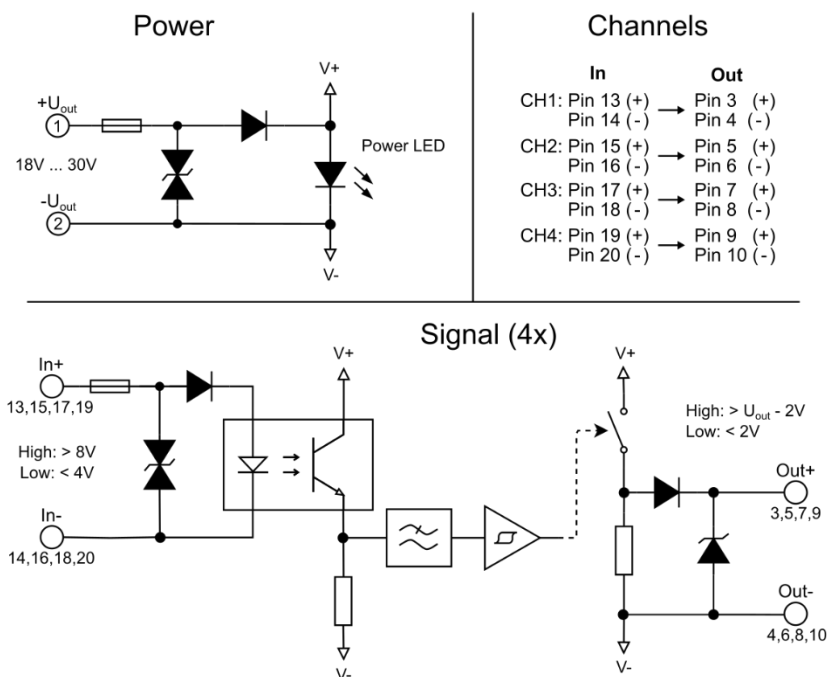 Power
V+
+Uout
1
Power LED
18V ... 30V
-Uout
2
V-
Channels
In Out
CH1: Pin 13 (+) Pin 3 (+)
Pin 14 (-) Pin 4 (-)
CH2: Pin 15 (+) Pin 5 (+)
Pin 16 (-) Pin 6 (-)
CH3: Pin 17 (+) Pin 7 (+)
Pin 18 (-) Pin 8 (-)
CH4: Pin 19 (+) Pin 9 (+)
Pin 20 (-) Pin 10 (-)
Signal (4x)
In+
13,15,17,19
High: > 8V
Low: < 4V
In-
14,16,18,20
V+
V-
V+
High: > Uout - 2V
Low: < 2V
Out+
3,5,7,9
Out-
4,6,8,10
V-